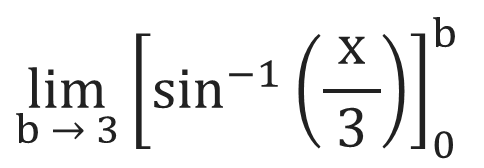 lim b → 3 [sin⁻¹ (x/3)]₀ᵇ